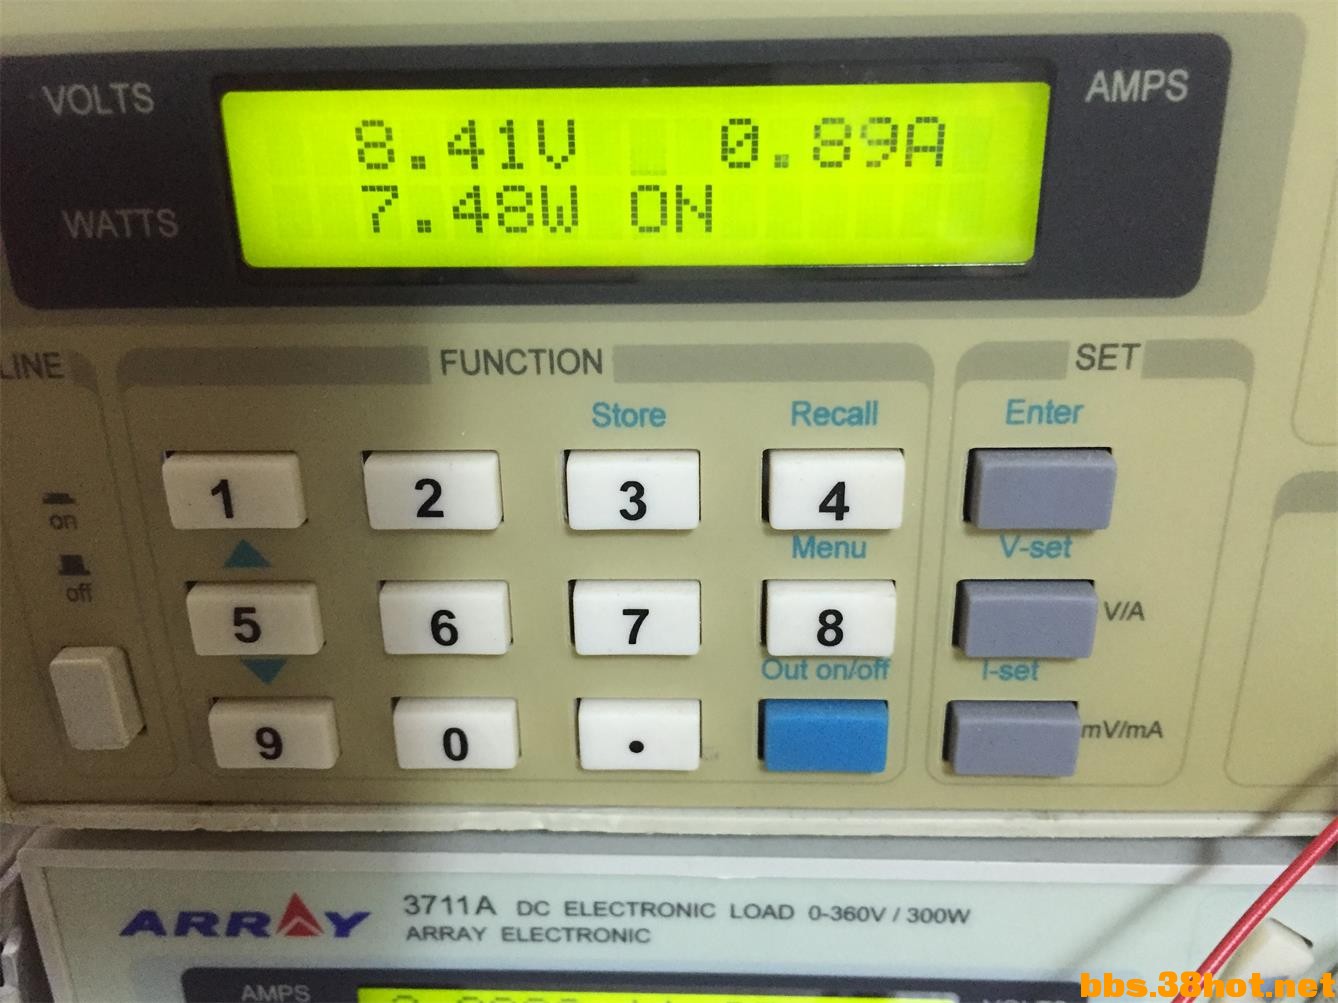 VOLTS
AMPS
8.41V 0.89A
WATTS
7.48W ON
LINE
FUNCTION
SET
Store
Recall
Enter
1
2
3
4
on
Menu
V-set
off
5
6
7
8
V/A
Out on/off
I-set
9
0
.
mV/mA
ARRAY
3711A DC ELECTRONIC LOAD 0-360V / 300W
ARRAY ELECTRONIC
AMPS
VOLTS
bbs.38hot.net